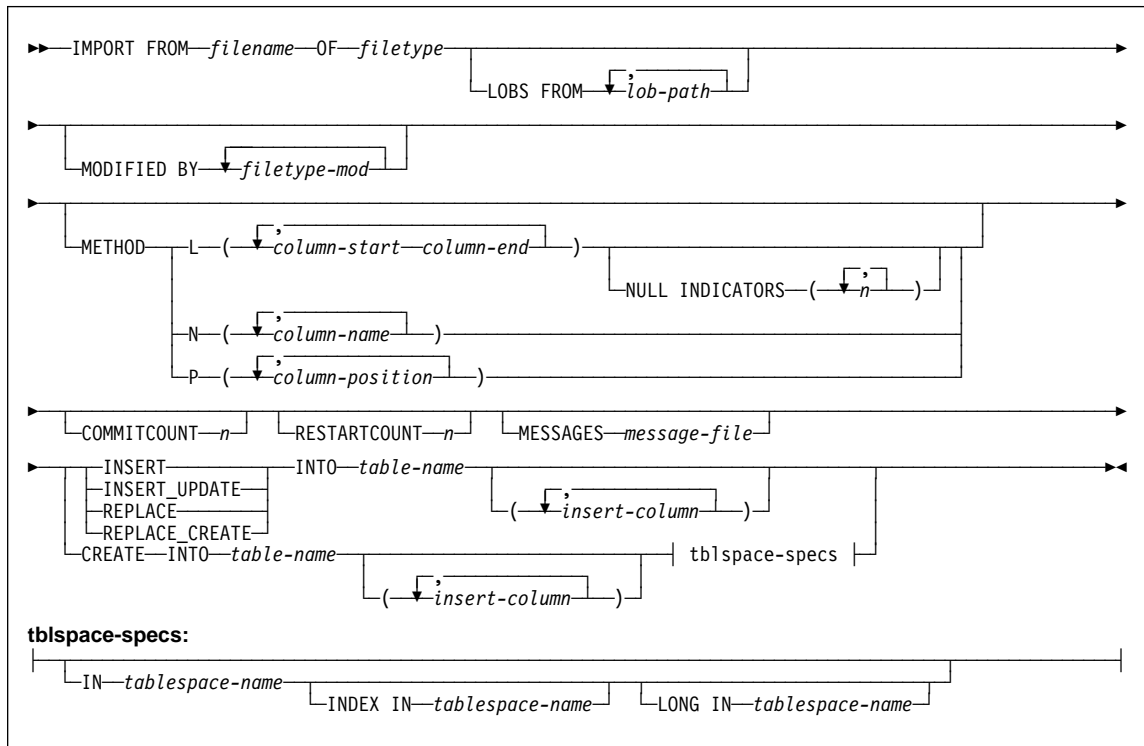 IMPORT FROM filename OF filetype
,
LOBS FROM lob-path
MODIFIED BY filetype-mod
,
METHOD L ( column-start column-end )
,
NULL INDICATORS ( n )
,
N ( column-name )
,
P ( column-position )
COMMITCOUNT n RESTARTCOUNT n MESSAGES message-file
INSERT INTO table-name
INSERT_UPDATE
,
REPLACE ( insert-column )
REPLACE_CREATE
CREATE INTO table-name tblspace-specs
,
( insert-column )
tblspace-specs:
IN tablespace-name
INDEX IN tablespace-name LONG IN tablespace-name